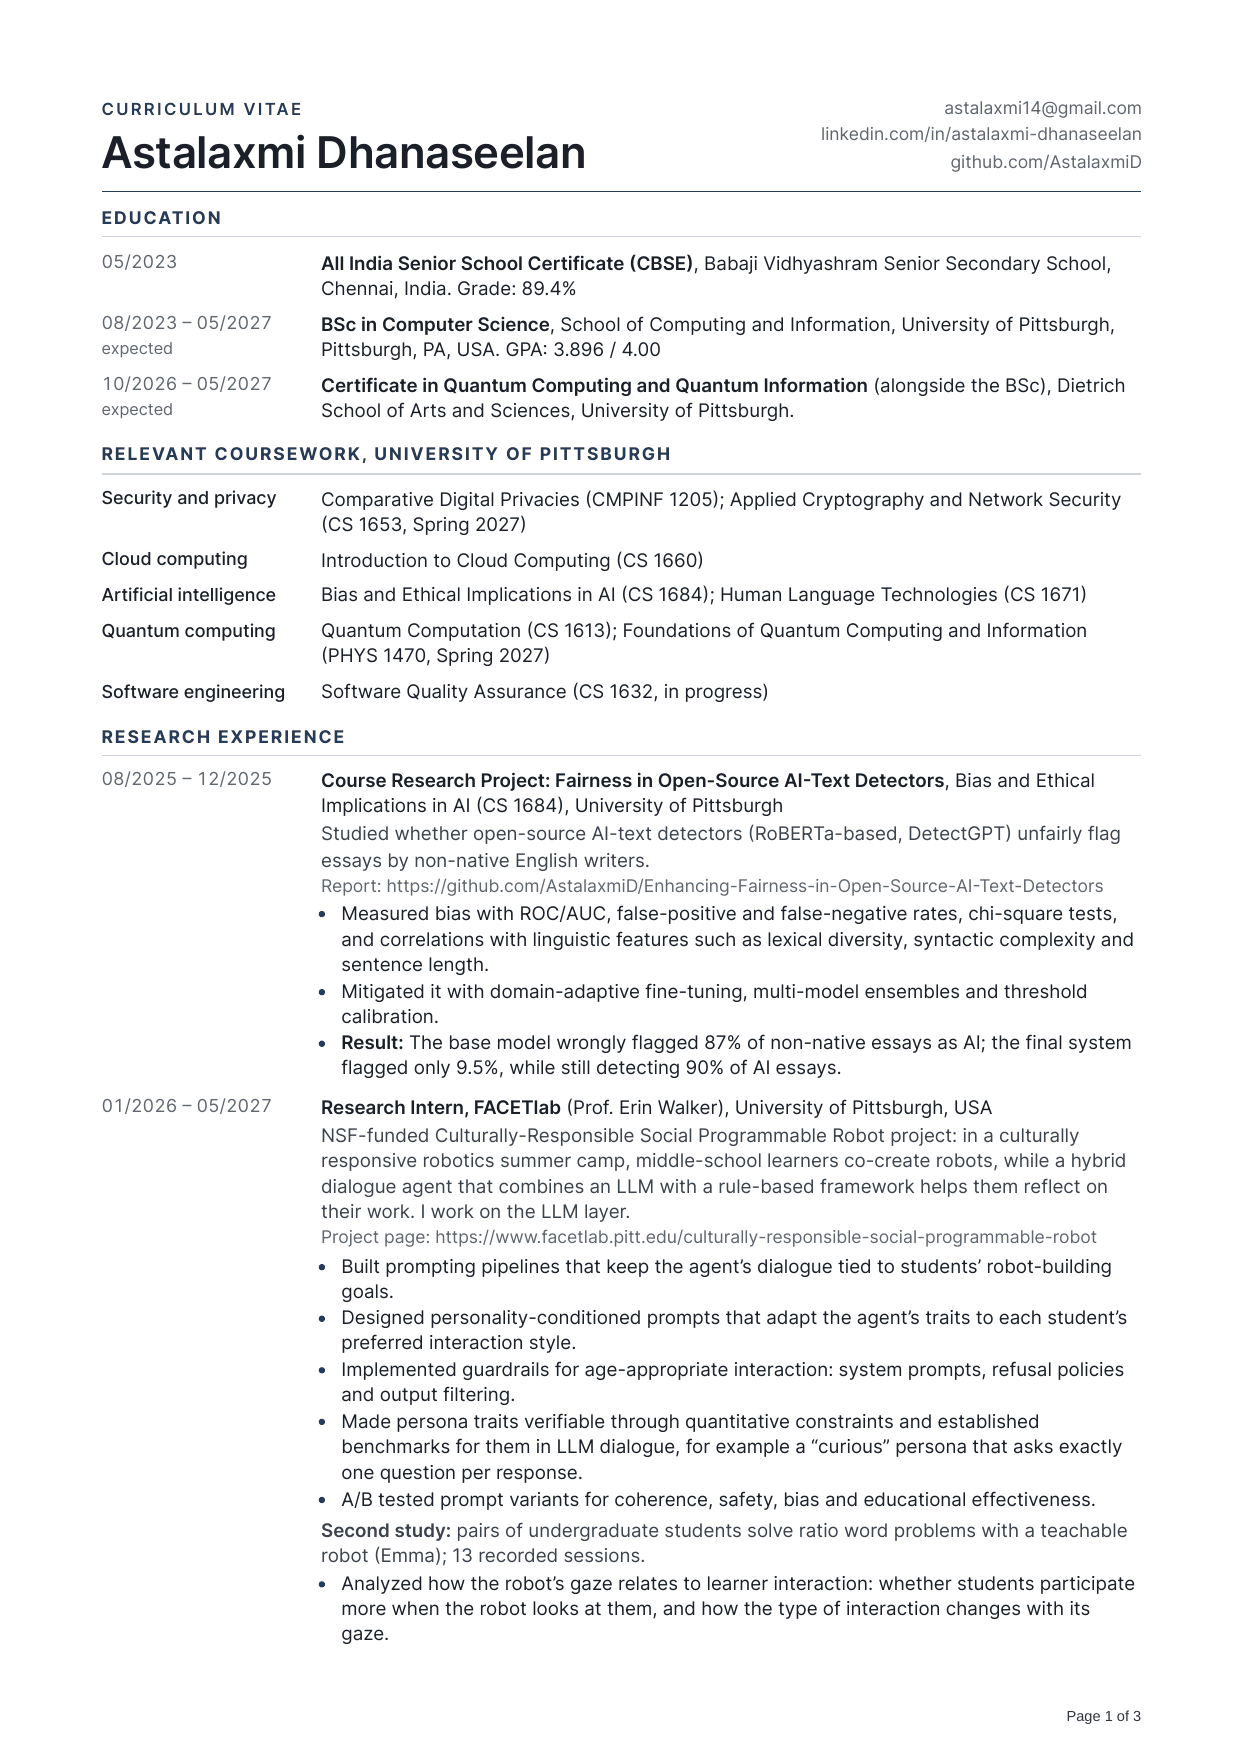 CURRICULUM VITAE
Astalaxmi Dhanaseelan
astalaxmi14@gmail.com
linkedin.com/in/astalaxmi-dhanaseelan
github.com/AstalaxmiD
EDUCATION
05/2023 All India Senior School Certificate (CBSE), Babaji Vidhyashram Senior Secondary School,
Chennai, India. Grade: 89.4%
08/2023 – 05/2027 BSc in Computer Science, School of Computing and Information, University of Pittsburgh,
expected Pittsburgh, PA, USA. GPA: 3.896 / 4.00
10/2026 – 05/2027 Certificate in Quantum Computing and Quantum Information (alongside the BSc), Dietrich
expected School of Arts and Sciences, University of Pittsburgh.
RELEVANT COURSEWORK, UNIVERSITY OF PITTSBURGH
Security and privacy Comparative Digital Privacies (CMPINF 1205); Applied Cryptography and Network Security
(CS 1653, Spring 2027)
Cloud computing Introduction to Cloud Computing (CS 1660)
Artificial intelligence Bias and Ethical Implications in AI (CS 1684); Human Language Technologies (CS 1671)
Quantum computing Quantum Computation (CS 1613); Foundations of Quantum Computing and Information
(PHYS 1470, Spring 2027)
Software engineering Software Quality Assurance (CS 1632, in progress)
RESEARCH EXPERIENCE
08/2025 – 12/2025 Course Research Project: Fairness in Open-Source AI-Text Detectors, Bias and Ethical
Implications in AI (CS 1684), University of Pittsburgh
Studied whether open-source AI-text detectors (RoBERTa-based, DetectGPT) unfairly flag
essays by non-native English writers.
Report: https://github.com/AstalaxmiD/Enhancing-Fairness-in-Open-Source-AI-Text-Detectors
• Measured bias with ROC/AUC, false-positive and false-negative rates, chi-square tests,
and correlations with linguistic features such as lexical diversity, syntactic complexity and
sentence length.
• Mitigated it with domain-adaptive fine-tuning, multi-model ensembles and threshold
calibration.
• Result: The base model wrongly flagged 87% of non-native essays as AI; the final system
flagged only 9.5%, while still detecting 90% of AI essays.
01/2026 – 05/2027 Research Intern, FACETlab (Prof. Erin Walker), University of Pittsburgh, USA
NSF-funded Culturally-Responsible Social Programmable Robot project: in a culturally
responsive robotics summer camp, middle-school learners co-create robots, while a hybrid
dialogue agent that combines an LLM with a rule-based framework helps them reflect on
their work. I work on the LLM layer.
Project page: https://www.facetlab.pitt.edu/culturally-responsible-social-programmable-robot
• Built prompting pipelines that keep the agent’s dialogue tied to students’ robot-building
goals.
• Designed personality-conditioned prompts that adapt the agent’s traits to each student’s
preferred interaction style.
• Implemented guardrails for age-appropriate interaction: system prompts, refusal policies
and output filtering.
• Made persona traits verifiable through quantitative constraints and established
benchmarks for them in LLM dialogue, for example a “curious” persona that asks exactly
one question per response.
• A/B tested prompt variants for coherence, safety, bias and educational effectiveness.
Second study: pairs of undergraduate students solve ratio word problems with a teachable
robot (Emma); 13 recorded sessions.
• Analyzed how the robot’s gaze relates to learner interaction: whether students participate
more when the robot looks at them, and how the type of interaction changes with its
gaze.
Page 1 of 3